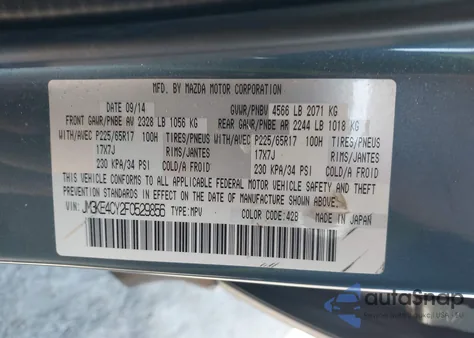 MFD. BY MAZDA MOTOR CORPORATION
DATE 09/14 GVWR/PNBV 4566 LB 2071 KG
FRONT GAWR/PNBE AV 2328 LB 1056 KG REAR GAWR/PNBE AR 2244 LB 1018 KG
WITH/AVEC P225/65R17 100H TIRES/PNEUS WITH/AVEC P225/65R17 100H TIRES/PNEUS
17X7J RIMS/JANTES 17X7J RIMS/JANTES
230 KPA/34 PSI COLD/FROID 230 KPA/34 PSI COLD/FROID
THIS VEHICLE CONFORMS TO ALL APPLICABLE FEDERAL MOTOR VEHICLE SAFETY AND THEFT
PREVENTION STANDARDS IN EFFECT ON THE DATE OF MANUFACTURE SHOWN ABOVE.
VIN: JM3KE4CY2F0529856 TYPE:MPV COLOR CODE:42B MADE IN JAPAN
autoSnap